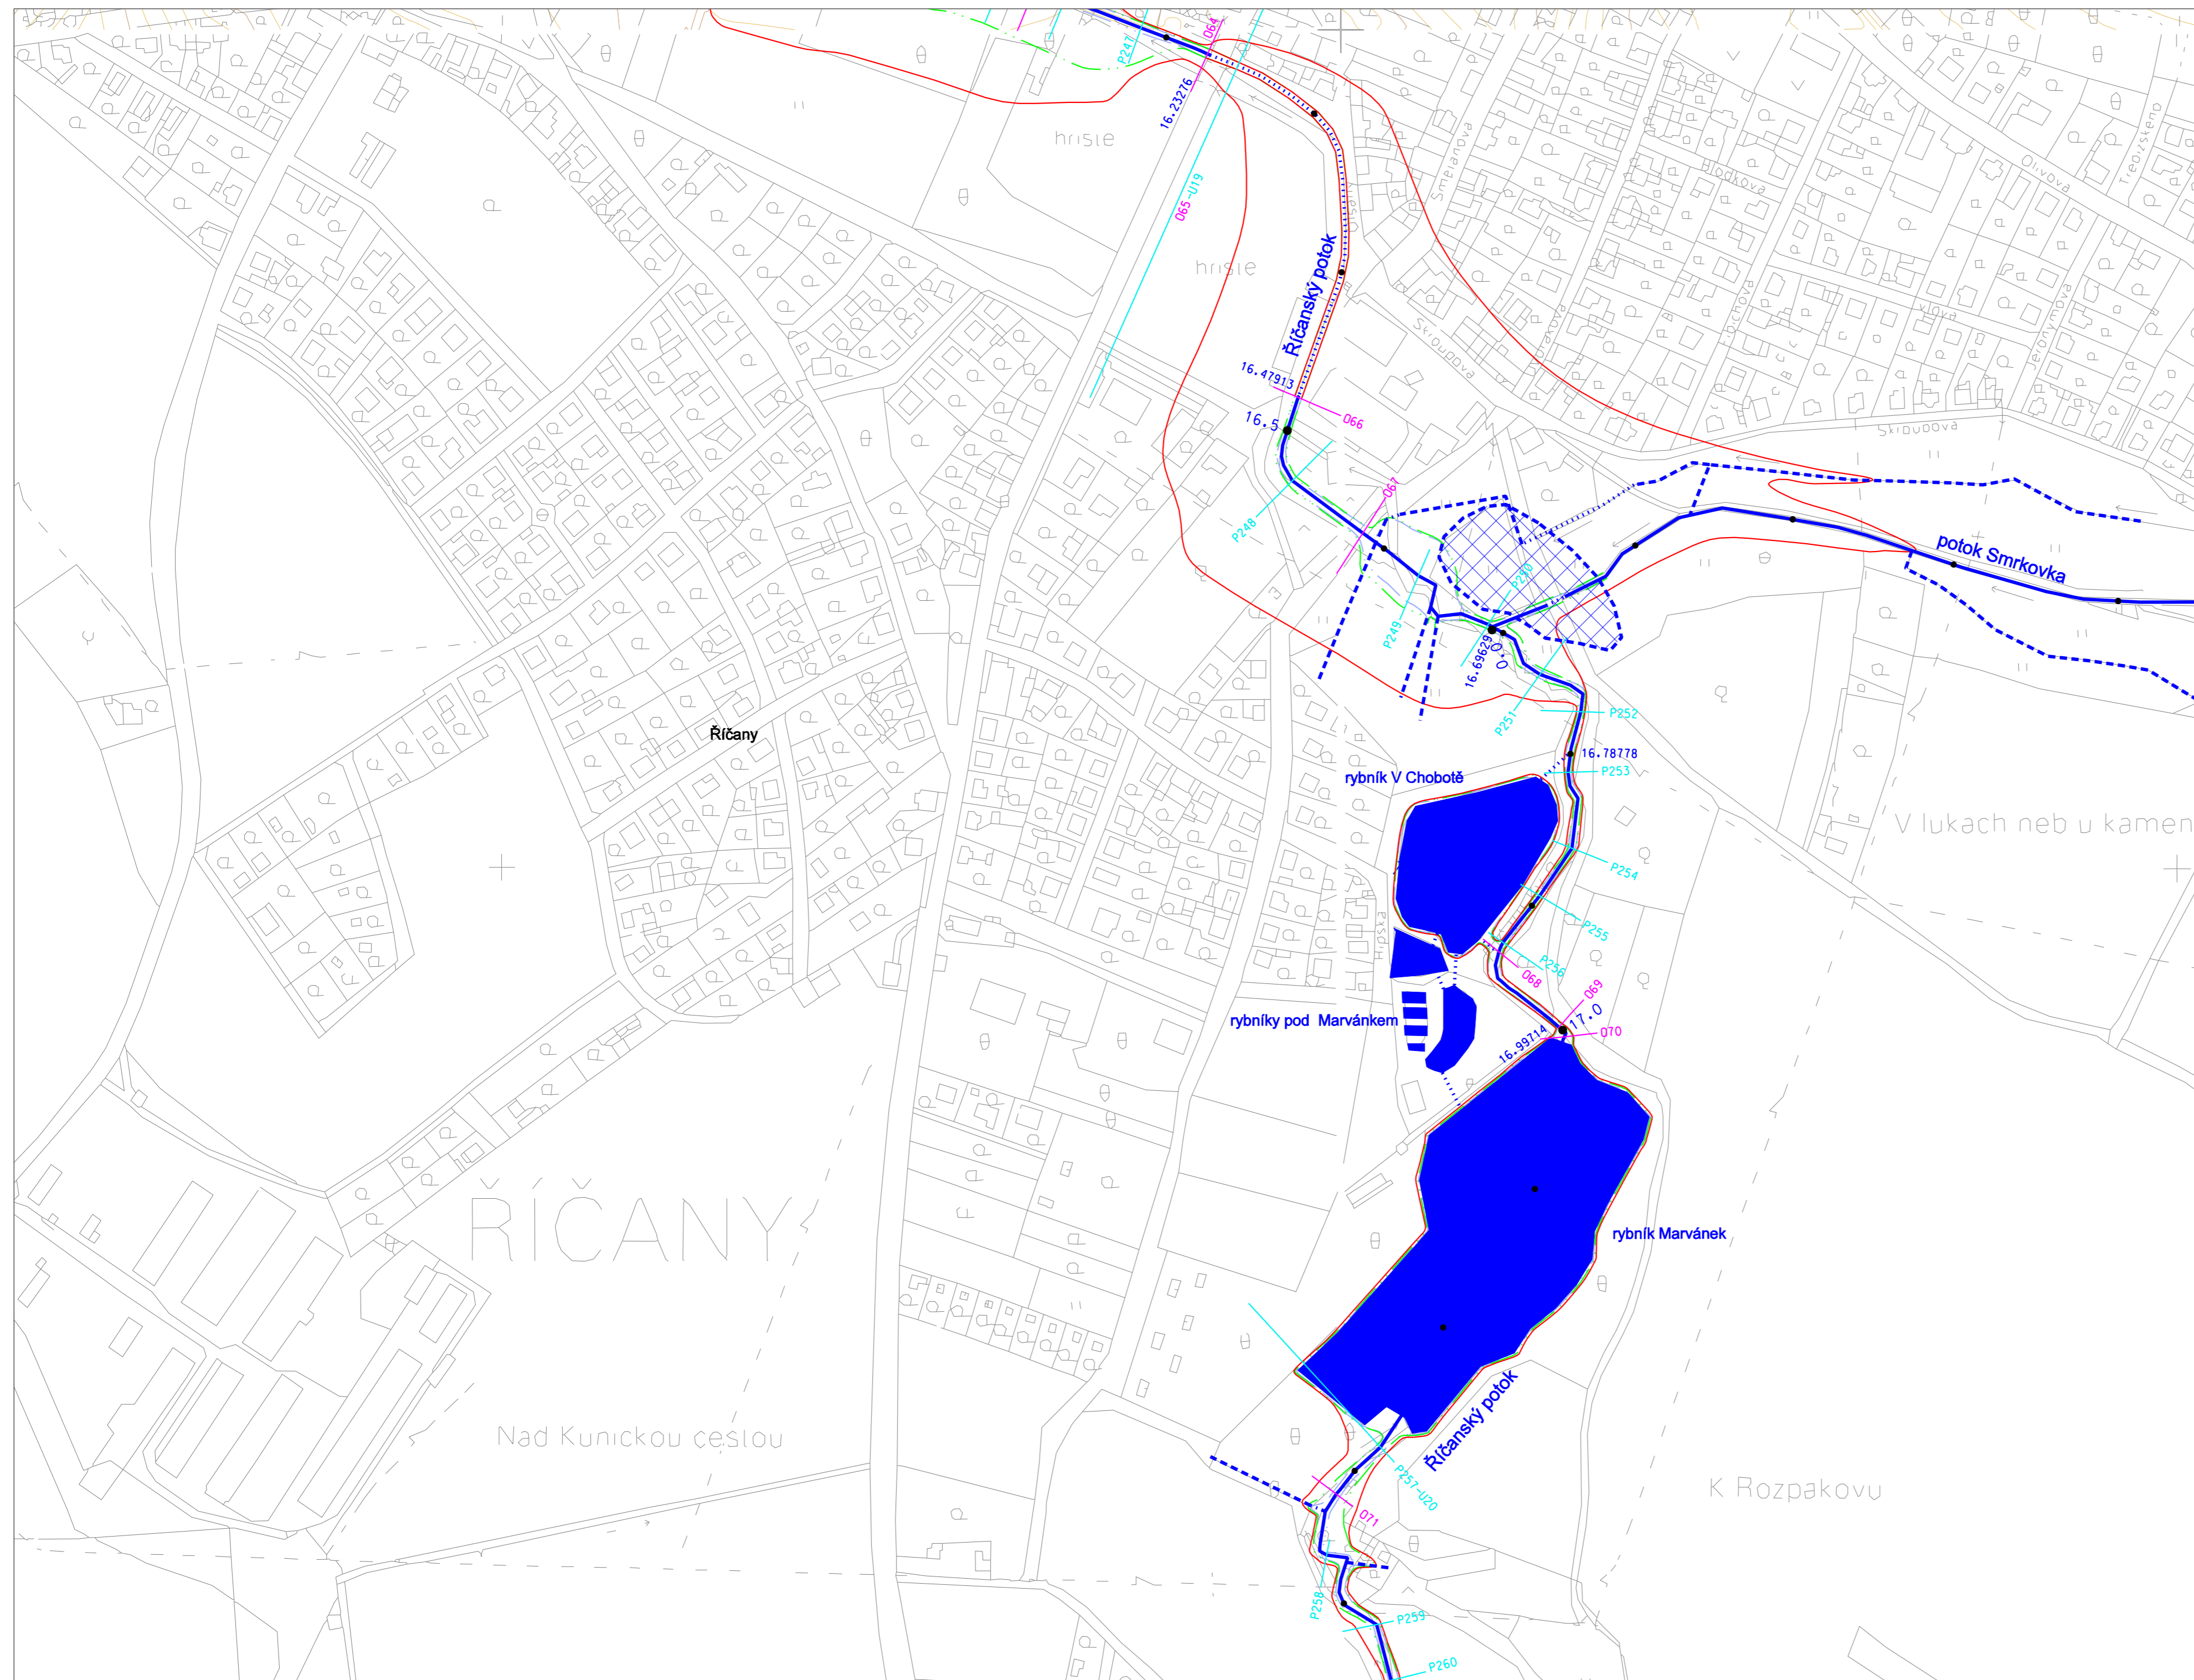 P247
064
16.23276
hriste
065-U19
hriste
Říčanský potok
Smetanova
Olivova
Skroupova
Jeronymova
16.47913
066
16.5
Skroupova
067
P248
P249
P250
potok Smrkovka
16.69629
0.0
P251
P252
Říčany
16.78778
P253
rybník V Chobotě
V lukach neb u kamen
P254
P255
P256
068
069
17.0
070
16.99714
rybníky pod Marvánkem
ŘÍČANY
rybník Marvánek
Nad Kunickou cestou
Říčanský potok
P257-U20
K Rozpakovu
071
P258
P259
P260